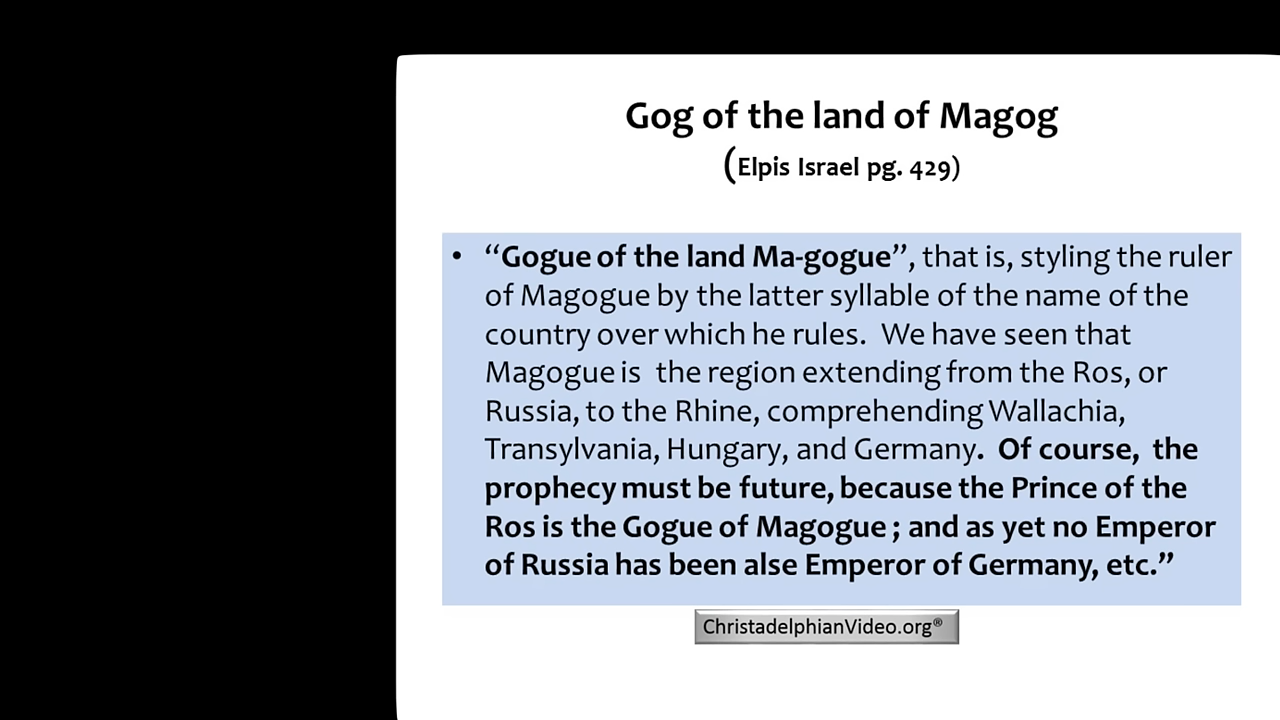 Gog of the land of Magog
(Elpis Israel pg. 429)
• “Gogue of the land Ma-gogue”, that is, styling the ruler
of Magogue by the latter syllable of the name of the
country over which he rules. We have seen that
Magogue is the region extending from the Ros, or
Russia, to the Rhine, comprehending Wallachia,
Transylvania, Hungary, and Germany. Of course, the
prophecy must be future, because the Prince of the
Ros is the Gogue of Magogue ; and as yet no Emperor
of Russia has been alse Emperor of Germany, etc.”
ChristadelphianVideo.org®